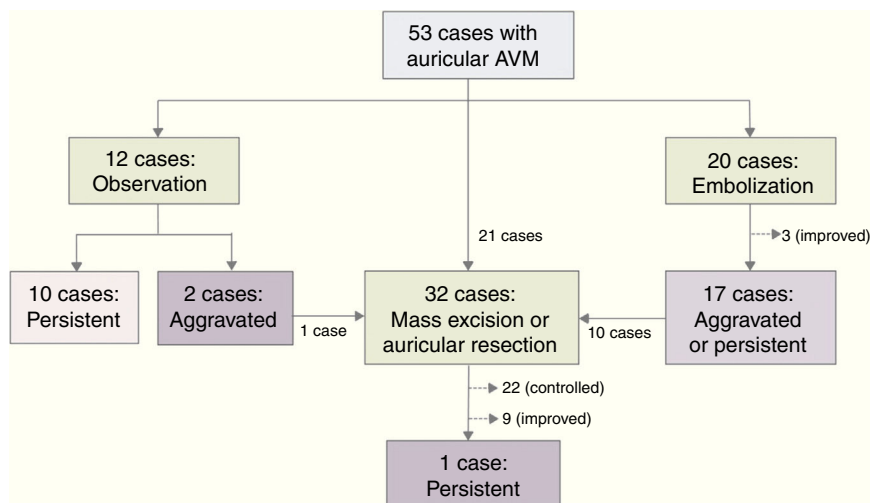 53 cases with
auricular AVM
12 cases:
Observation
20 cases:
Embolization
21 cases
3 (improved)
10 cases:
Persistent
2 cases:
Aggravated
1 case
32 cases:
Mass excision or
auricular resection
10 cases
17 cases:
Aggravated
or persistent
22 (controlled)
9 (improved)
1 case:
Persistent